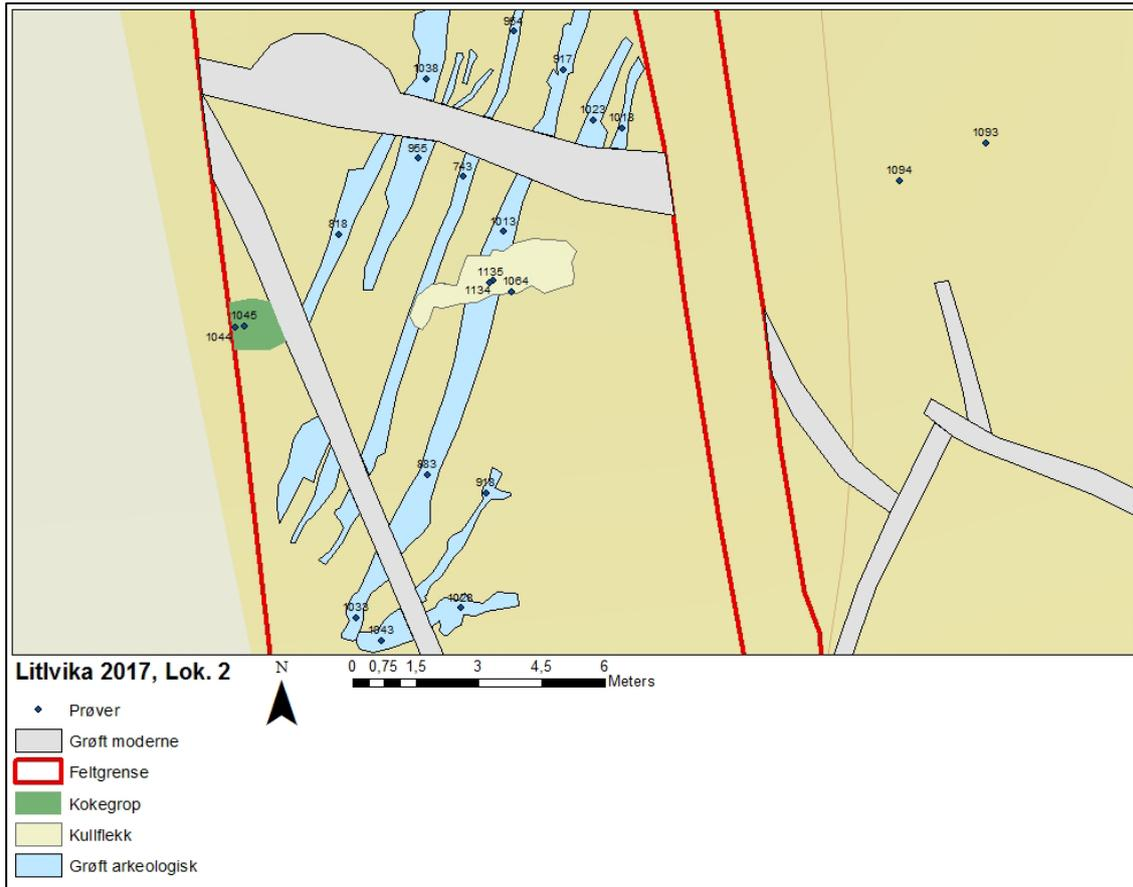 954
917
1038
1023
1018
1093
955
743
1094
818
1013
1135
1134
1064
1045
1044
883
918
1028
1033
1043
Litlvika 2017, Lok. 2
N
0 0,75 1,5 3 4,5 6
Meters
Prøver
Grøft moderne
Feltgrense
Kokegrop
Kullflekk
Grøft arkeologisk